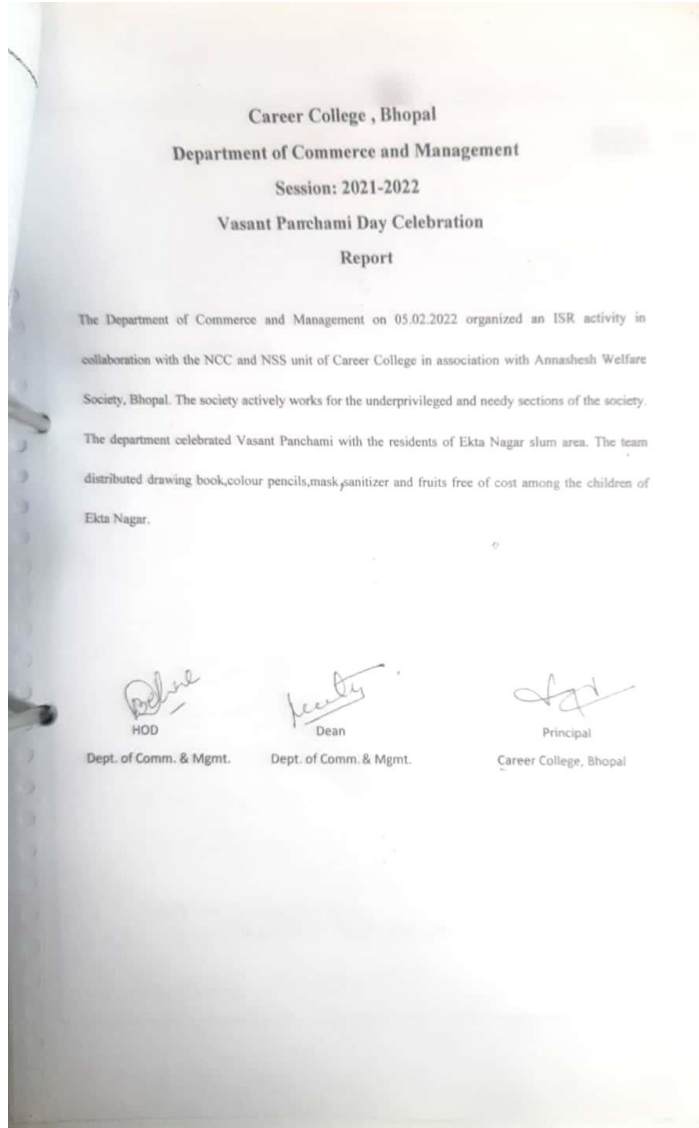 Career College , Bhopal
Department of Commerce and Management
Session: 2021-2022
Vasant Panchami Day Celebration
Report
The Department of Commerce and Management on 05.02.2022 organized an ISR activity in
collaboration with the NCC and NSS unit of Career College in association with Annashesh Welfare
Society, Bhopal. The society actively works for the underprivileged and needy sections of the society.
The department celebrated Vasant Panchami with the residents of Ekta Nagar slum area. The team
distributed drawing book,colour pencils,mask,sanitizer and fruits free of cost among the children of
Ekta Nagar.
HOD Dean Principal
Dept. of Comm. & Mgmt. Dept. of Comm. & Mgmt. Career College, Bhopal